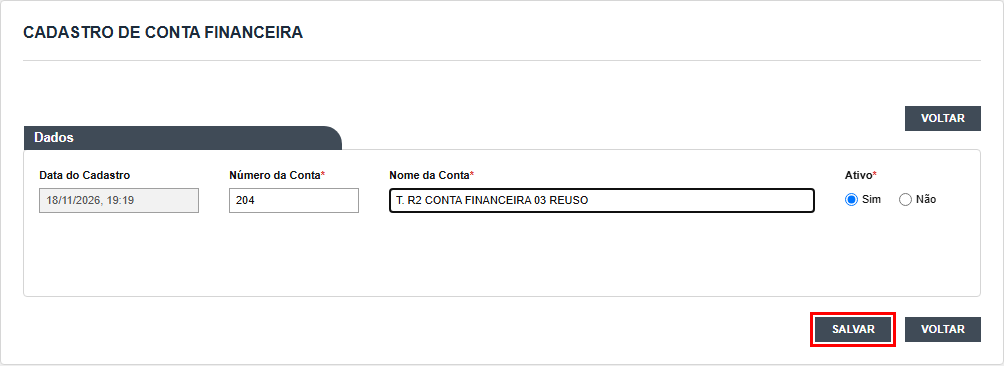 CADASTRO DE CONTA FINANCEIRA
VOLTAR
Dados
Data do Cadastro Número da Conta* Nome da Conta* Ativo*
18/11/2026, 19:19 204 T. R2 CONTA FINANCEIRA 03 REUSO Sim Não
SALVAR VOLTAR